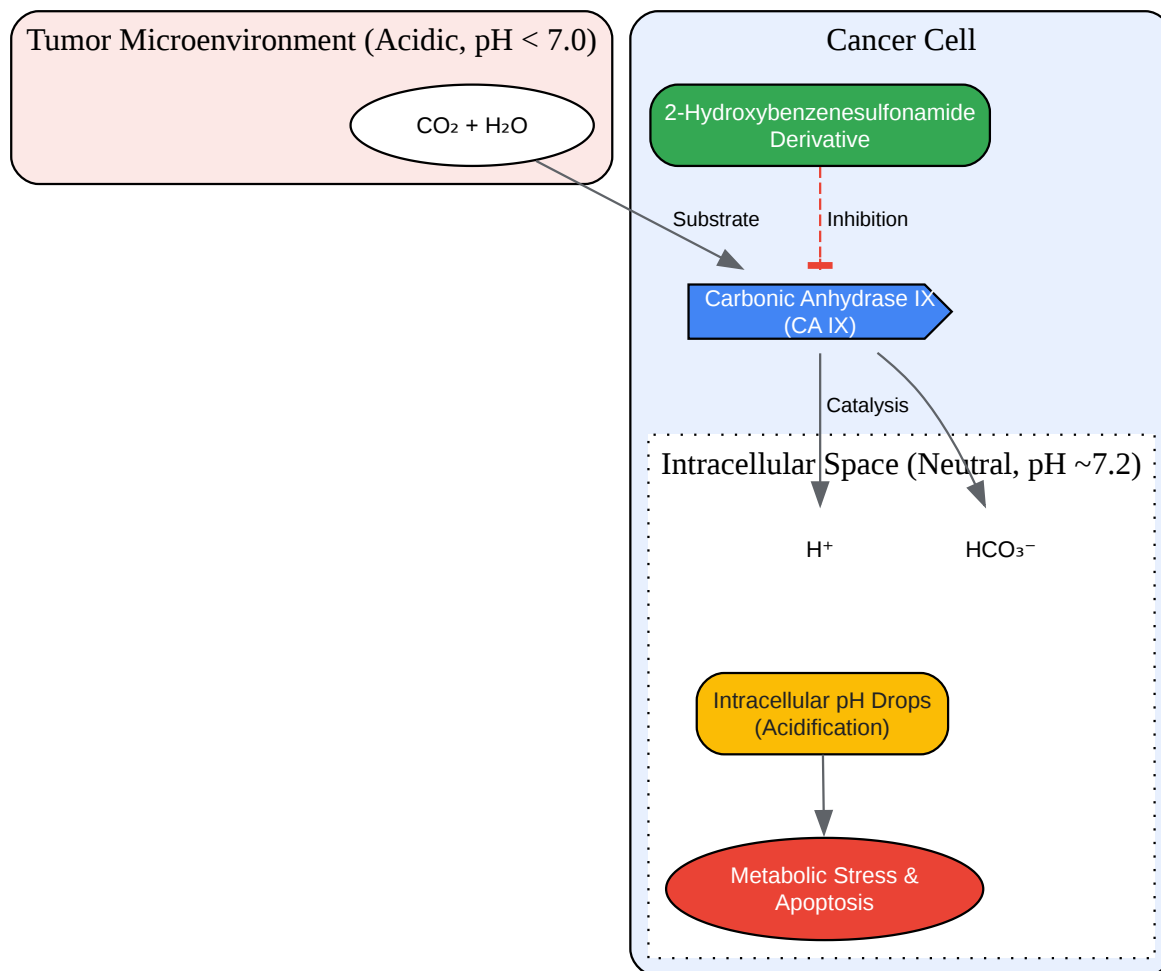 Tumor Microenvironment (Acidic, pH < 7.0)
CO₂ + H₂O
Cancer Cell
2-Hydroxybenzenesulfonamide
Derivative
Substrate
Inhibition
Carbonic Anhydrase IX
(CA IX)
Catalysis
Intracellular Space (Neutral, pH ~7.2)
H⁺
HCO₃⁻
Intracellular pH Drops
(Acidification)
Metabolic Stress &
Apoptosis